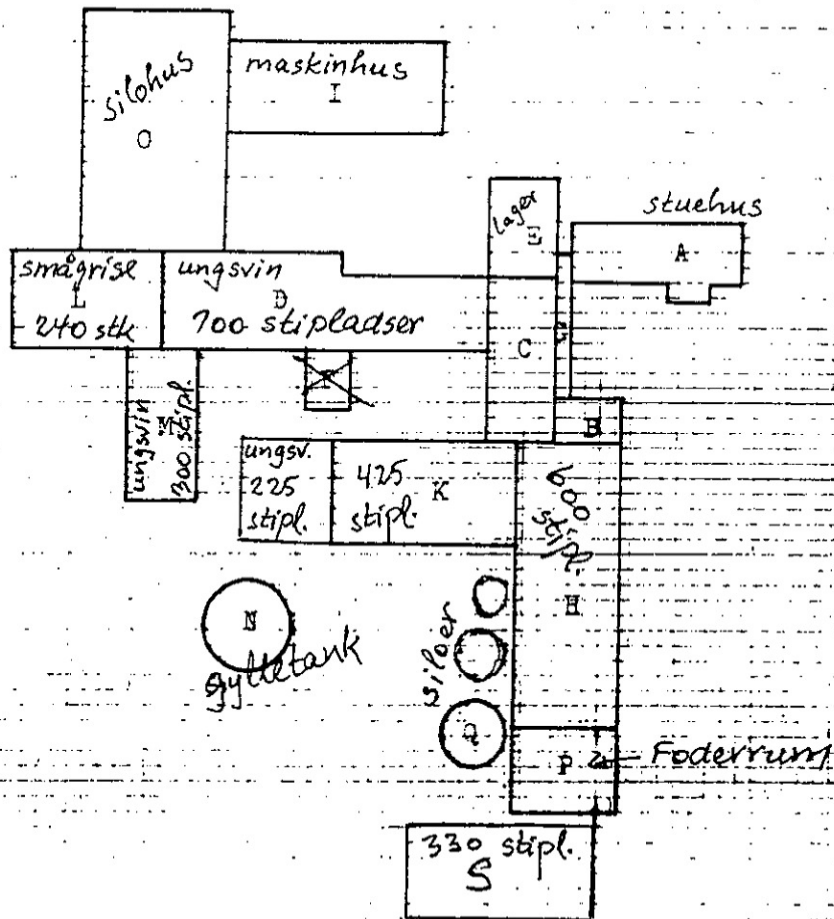 silohus
O
maskinhus
I
lager
E
stuehus
A
smågrise
L
240 stk
ungsvin
D
700 stipladser
C
G
B
ungsvin
M
300 stipl.
ungsv.
225
stipl.
425
stipl.
K
600
stipl.
H
N
gylletank
siloer
Q
P
Foderrum
330 stipl.
S